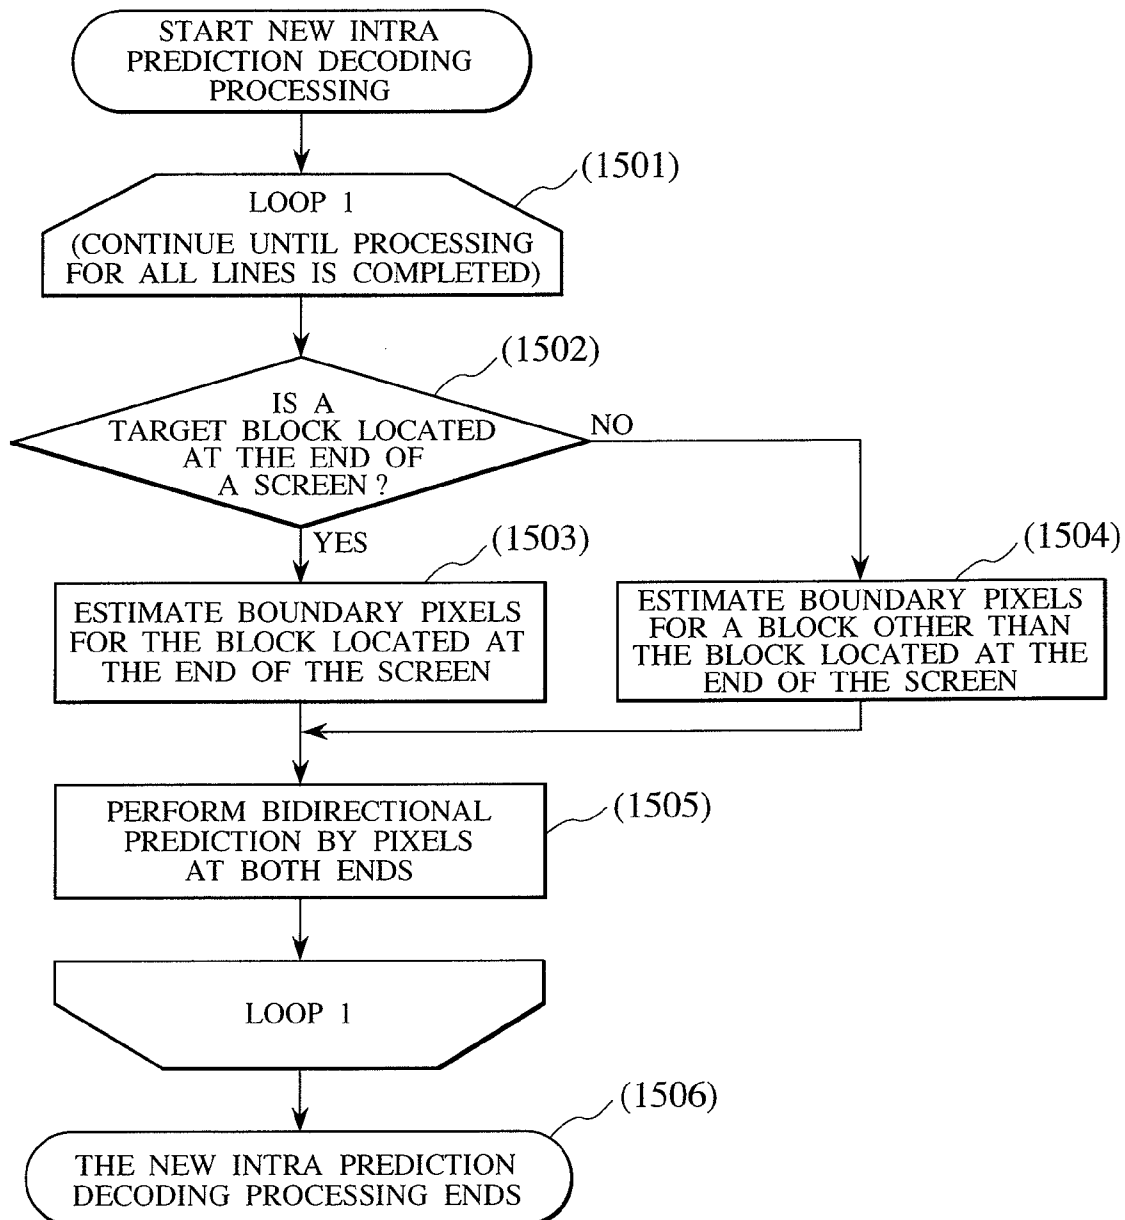 START NEW INTRA
PREDICTION DECODING
PROCESSING
(1501)
LOOP 1
(CONTINUE UNTIL PROCESSING
FOR ALL LINES IS COMPLETED)
(1502)
IS A
TARGET BLOCK LOCATED
AT THE END OF
A SCREEN ?
NO
YES
(1503)
(1504)
ESTIMATE BOUNDARY PIXELS
FOR THE BLOCK LOCATED AT
THE END OF THE SCREEN
ESTIMATE BOUNDARY PIXELS
FOR A BLOCK OTHER THAN
THE BLOCK LOCATED AT THE
END OF THE SCREEN
(1505)
PERFORM BIDIRECTIONAL
PREDICTION BY PIXELS
AT BOTH ENDS
LOOP 1
(1506)
THE NEW INTRA PREDICTION
DECODING PROCESSING ENDS